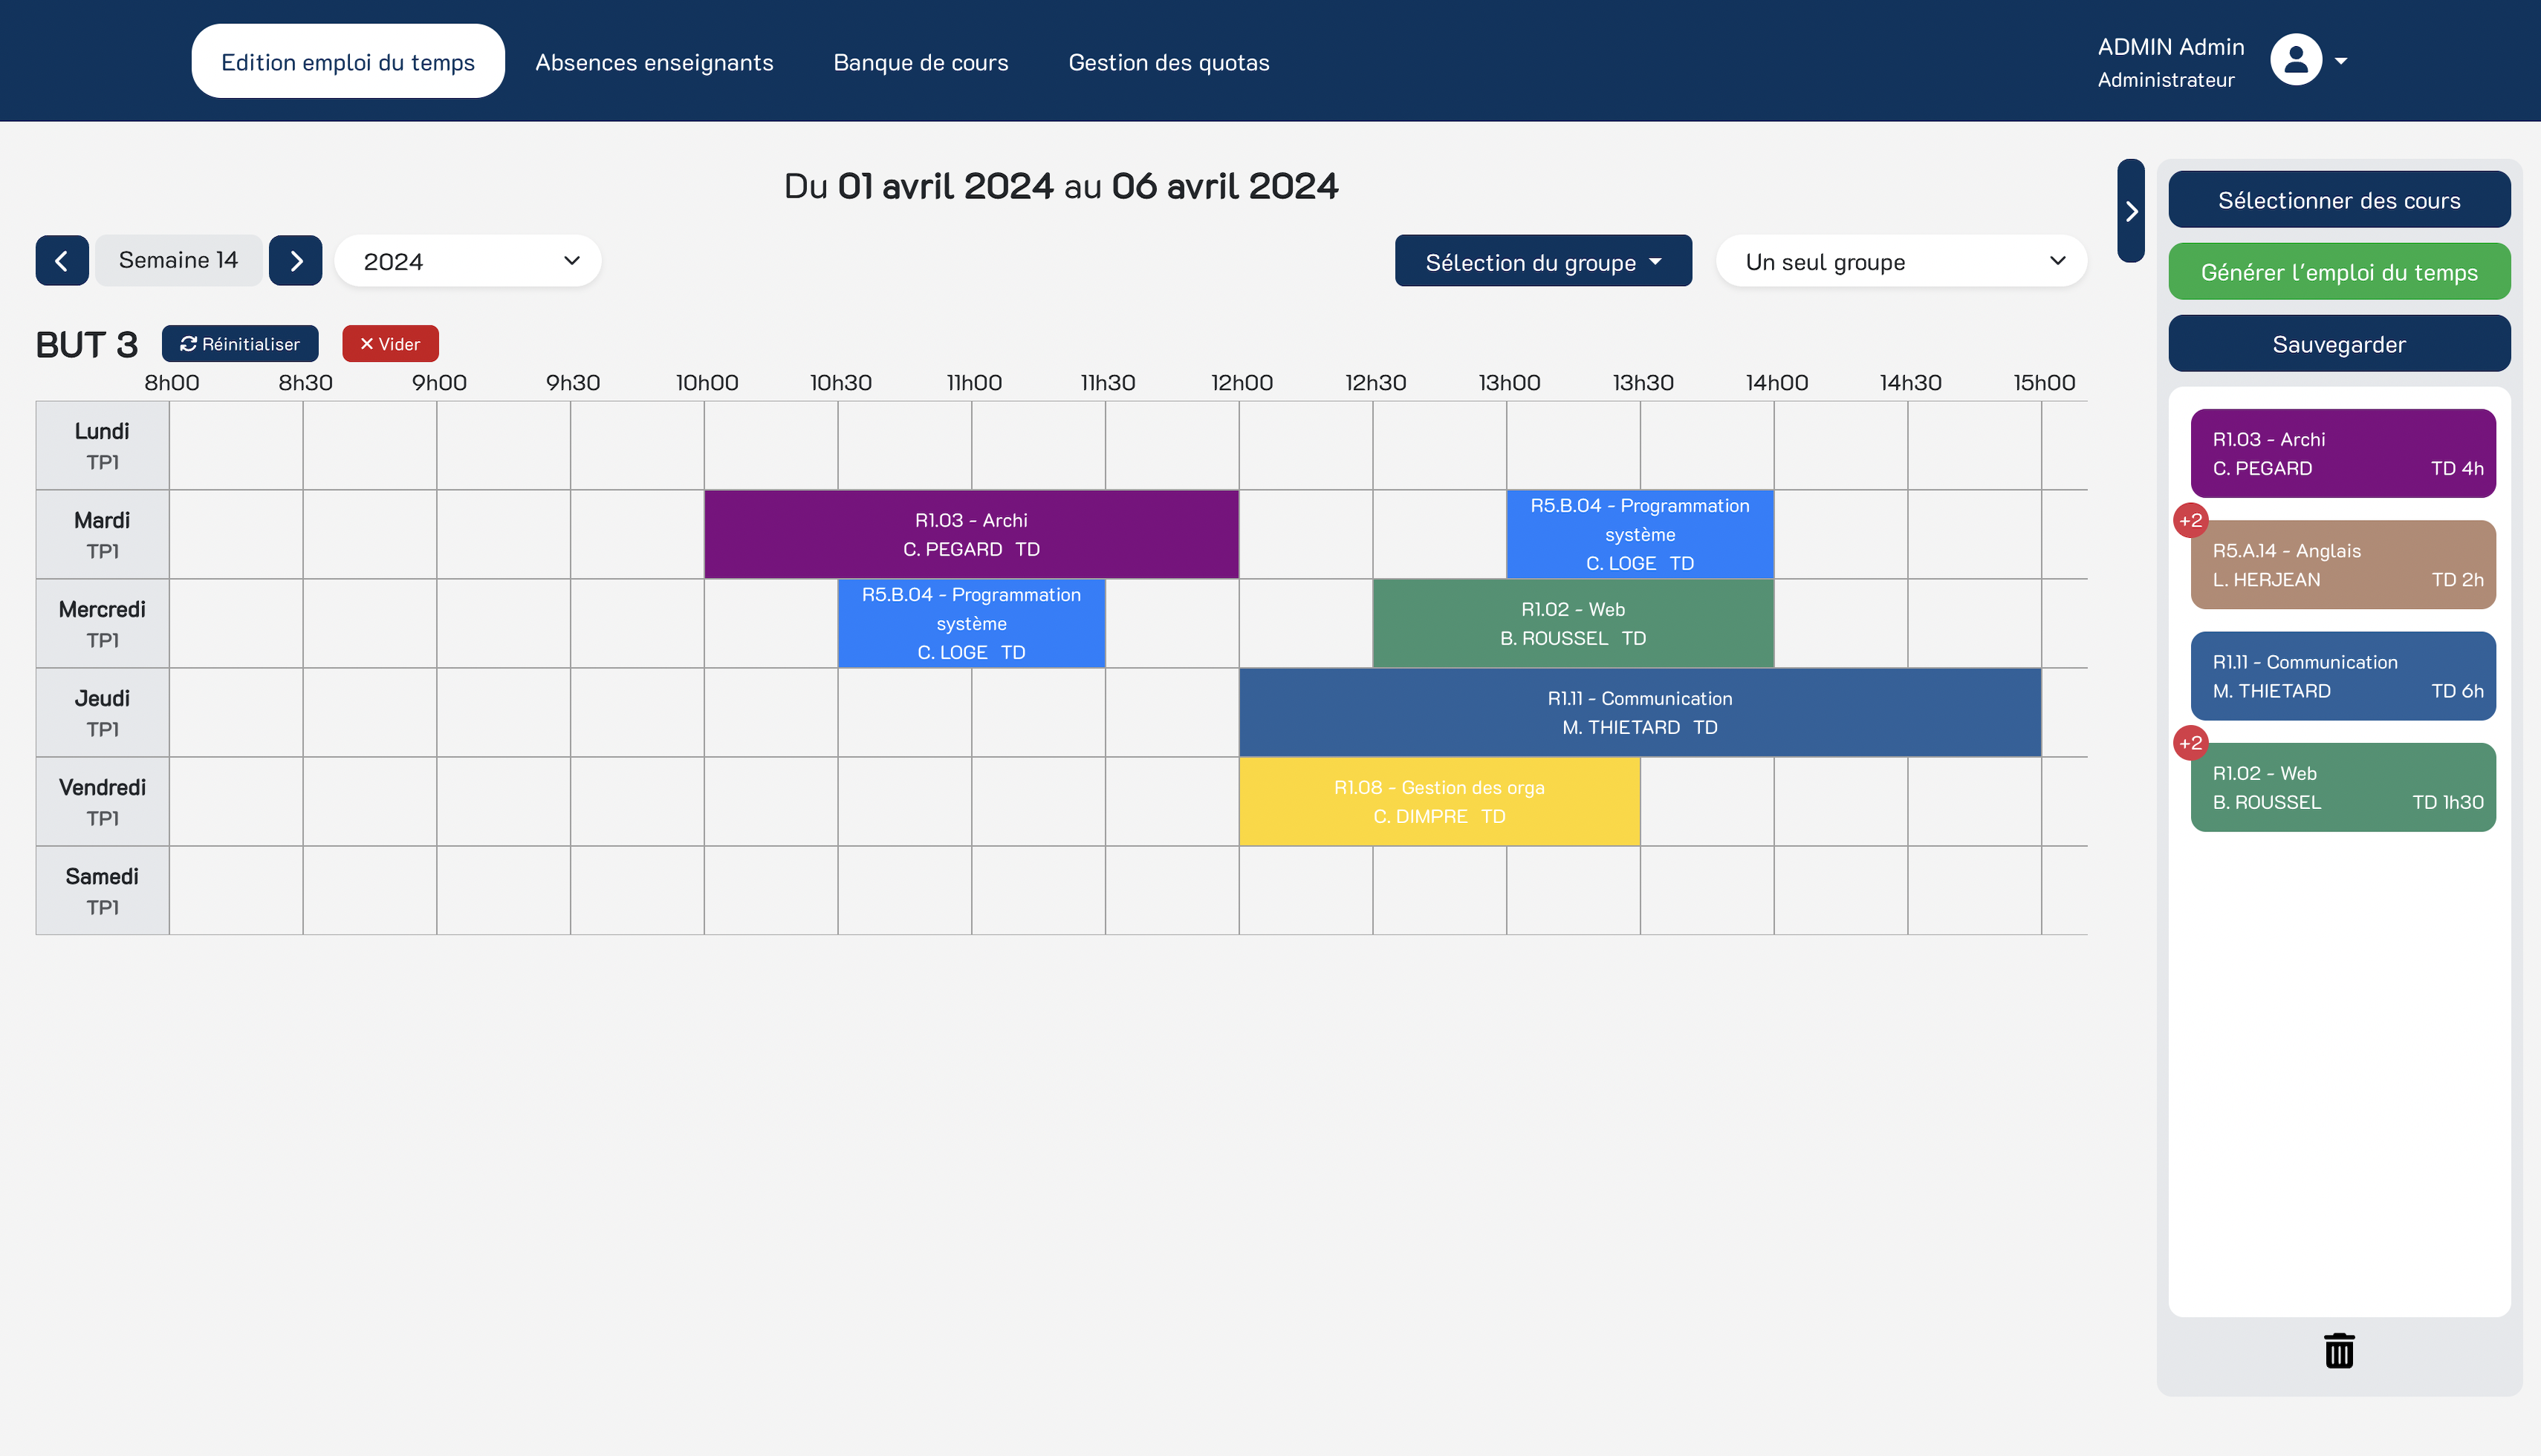 Edition emploi du temps
Absences enseignants
Banque de cours
Gestion des quotas
ADMIN Admin
Administrateur
Du 01 avril 2024 au 06 avril 2024
Semaine 14
2024
Sélection du groupe
Un seul groupe
BUT 3
Réinitialiser
Vider
8h00 8h30 9h00 9h30 10h00 10h30 11h00 11h30 12h00 12h30 13h00 13h30 14h00 14h30 15h00
Lundi
TP1
Mardi
TP1
R1.03 - Archi
C. PEGARD TD
R5.B.04 - Programmation
système
C. LOGE TD
Mercredi
TP1
R5.B.04 - Programmation
système
C. LOGE TD
R1.02 - Web
B. ROUSSEL TD
Jeudi
TP1
R1.11 - Communication
M. THIETARD TD
Vendredi
TP1
R1.08 - Gestion des orga
C. DIMPRE TD
Samedi
TP1
Sélectionner des cours
Générer l'emploi du temps
Sauvegarder
R1.03 - Archi
C. PEGARD TD 4h
+2
R5.A.14 - Anglais
L. HERJEAN TD 2h
R1.11 - Communication
M. THIETARD TD 6h
+2
R1.02 - Web
B. ROUSSEL TD 1h30